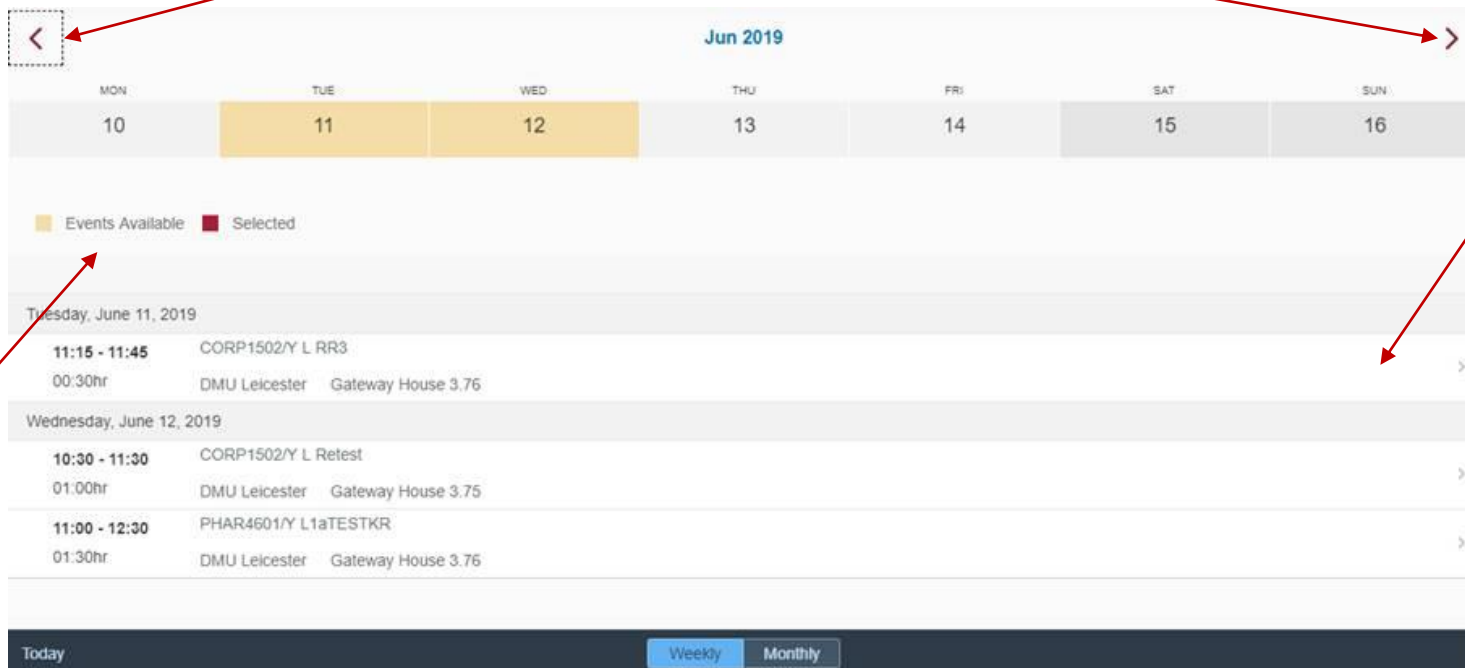 Jun 2019
MON TUE WED THU FRI SAT SUN
10 11 12 13 14 15 16
Events Available Selected
Tuesday, June 11, 2019
11:15 - 11:45 CORP1502/Y L RR3
00:30hr DMU Leicester Gateway House 3.76
Wednesday, June 12, 2019
10:30 - 11:30 CORP1502/Y L Retest
01:00hr DMU Leicester Gateway House 3.75
11:00 - 12:30 PHAR4601/Y L1aTESTKR
01:30hr DMU Leicester Gateway House 3.76
Today Weekly Monthly